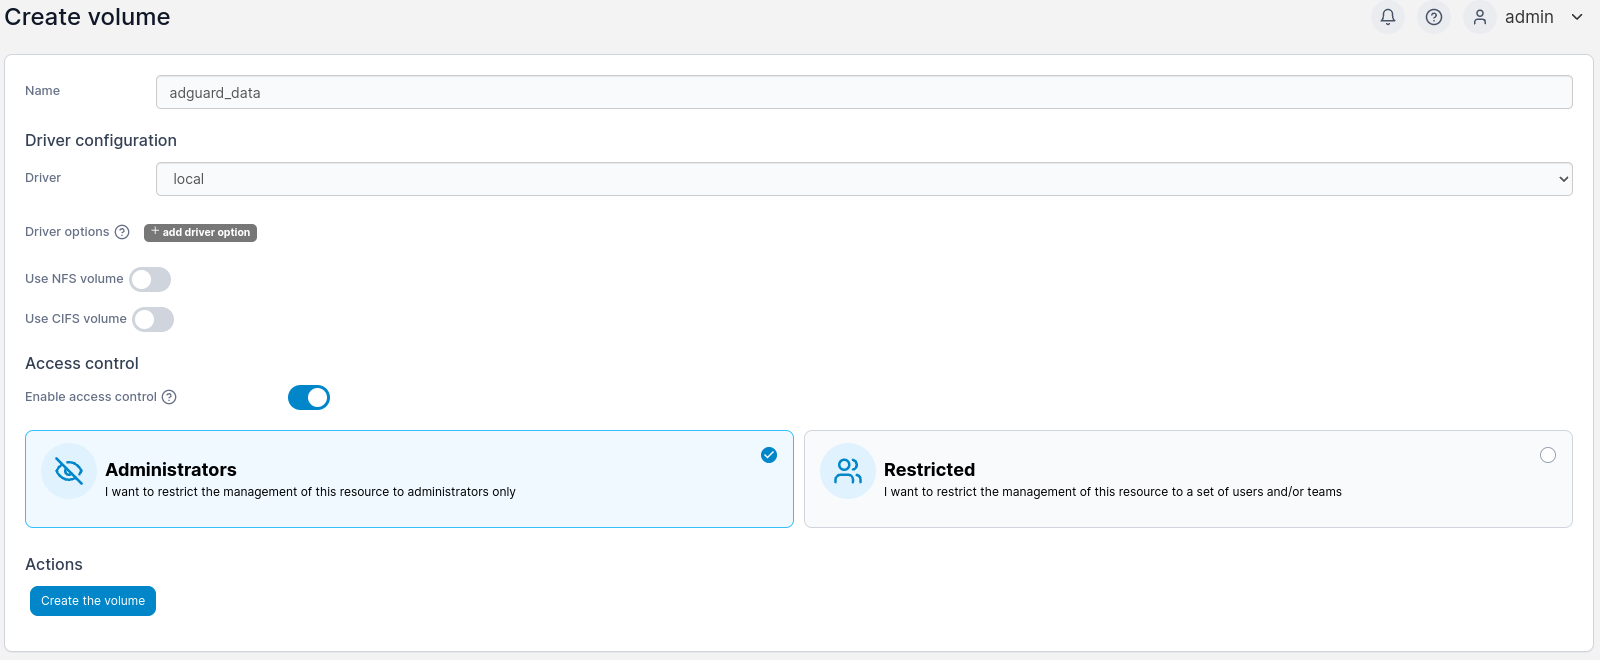 Create volume
admin
Name
adguard_data
Driver configuration
Driver
local
Driver options
+ add driver option
Use NFS volume
Use CIFS volume
Access control
Enable access control
Administrators
I want to restrict the management of this resource to administrators only
Restricted
I want to restrict the management of this resource to a set of users and/or teams
Actions
Create the volume